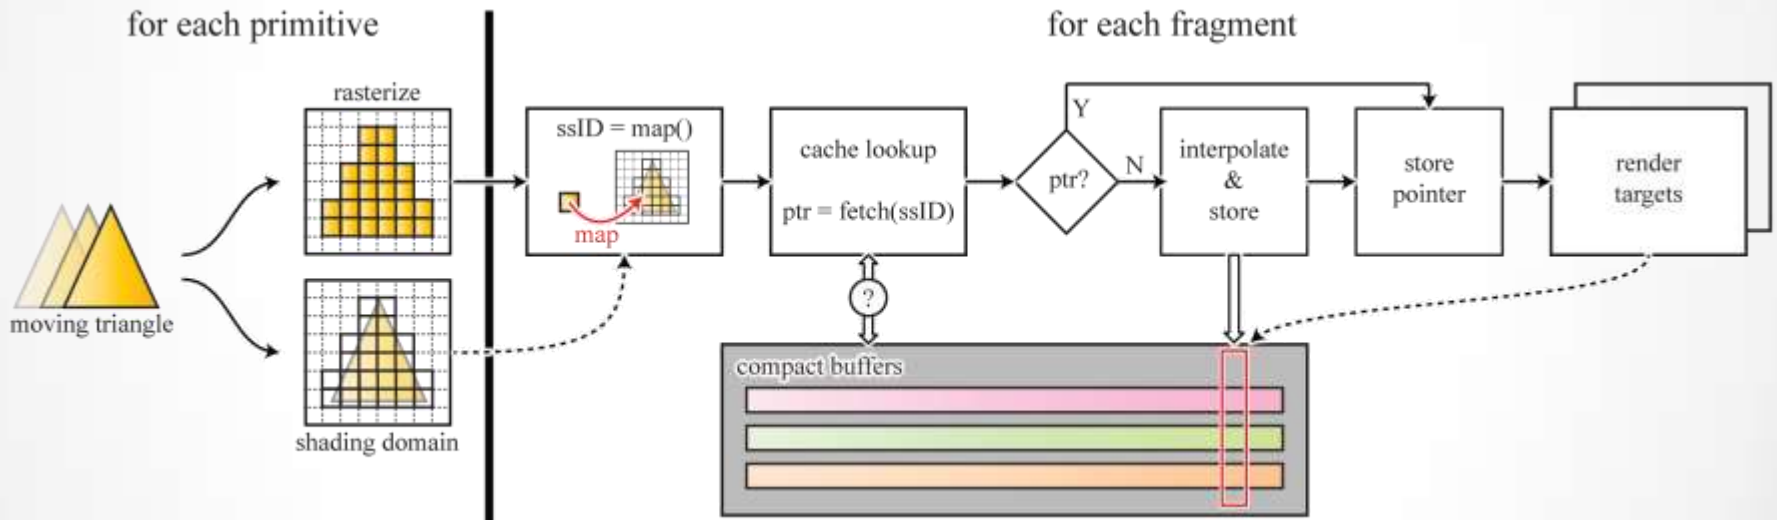 for each primitive
for each fragment
rasterize
moving triangle
shading domain
ssID = map()
map
cache lookup
ptr = fetch(ssID)
?
ptr?
Y
N
interpolate
&
store
store
pointer
render
targets
compact buffers